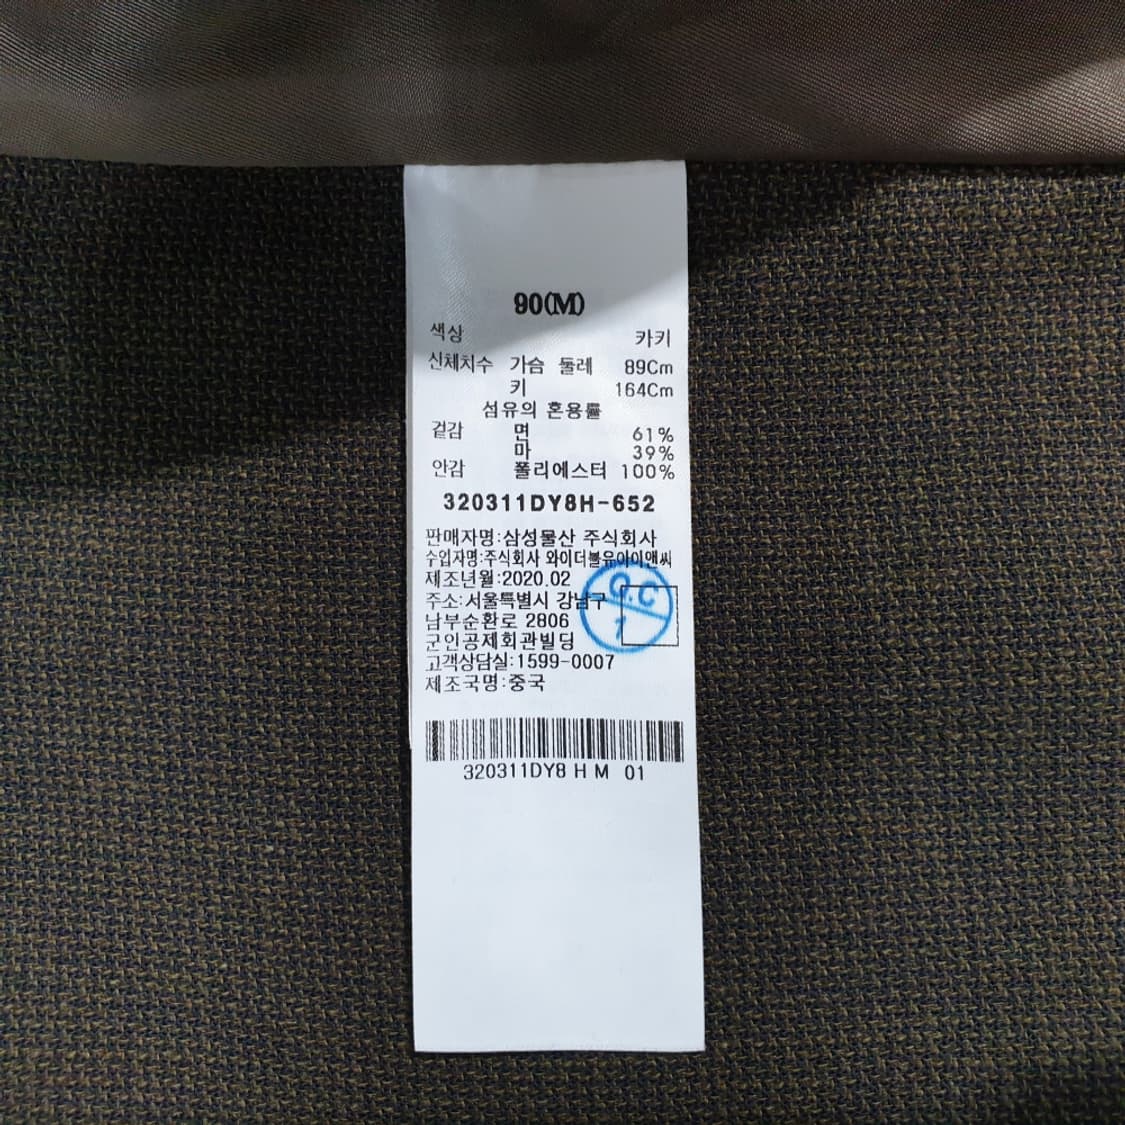 90(M)
색상 카키
신체치수 가슴 둘레 89Cm
키 164Cm
섬유의 혼용률
겉감 면 61%
마 39%
안감 폴리에스터 100%
320311DY8H-652
판매자명:삼성물산 주식회사
수입자명:주식회사 와이더블유아이앤씨
제조년월:2020.02
주소:서울특별시 강남구
남부순환로 2806
군인공제회관빌딩
고객상담실:1599-0007
제조국명:중국
Q.C
1
320311DY8 H M 01